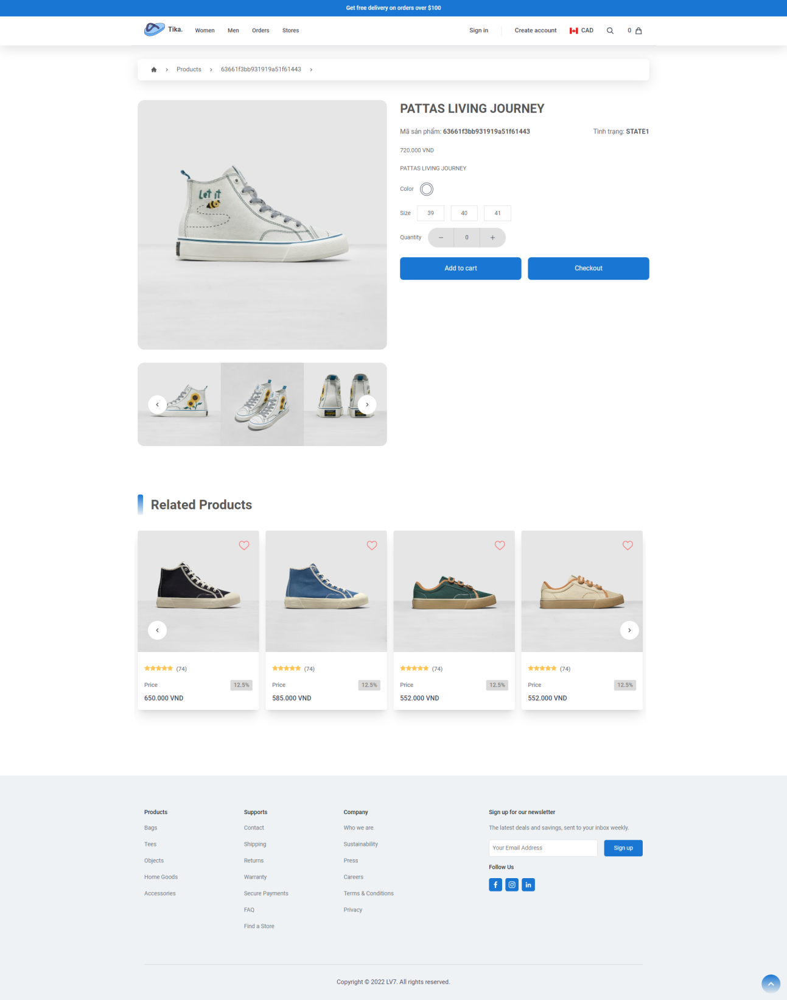 Get free delivery on orders over $100
Tika. Women Men Orders Stores Sign in Create account CAD 0
Products 63661f3bb931919a51f61443
PATTAS LIVING JOURNEY
Mã sản phẩm: 63661f3bb931919a51f61443 Tình trạng: STATE1
720.000 VND
PATTAS LIVING JOURNEY
Color
Size 39 40 41
Quantity − 0 +
Add to cart Checkout
Let it
Related Products
(74) (74) (74) (74)
Price 12.5% Price 12.5% Price 12.5% Price 12.5%
650.000 VND 585.000 VND 552.000 VND 552.000 VND
Products Supports Company Sign up for our newsletter
Bags Contact Who we are The latest deals and savings, sent to your inbox weekly.
Tees Shipping Sustainability Your Email Address Sign up
Objects Returns Press Follow Us
Home Goods Warranty Careers
Accessories Secure Payments Terms & Conditions
FAQ Privacy
Find a Store
Copyright © 2022 LV7. All rights reserved.